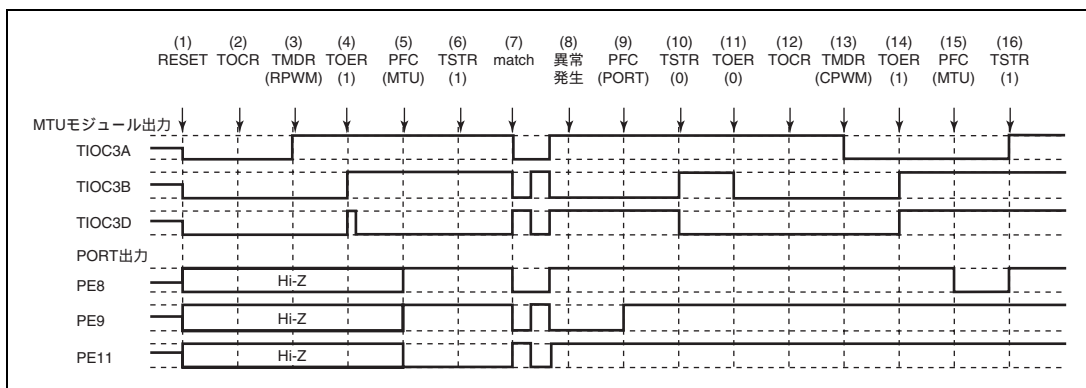 (1) (2) (3) (4) (5) (6) (7) (8) (9) (10) (11) (12) (13) (14) (15) (16)
RESET TOCR TMDR TOER PFC TSTR match 異常 PFC TSTR TOER TOCR TMDR TOER PFC TSTR
(RPWM) (1) (MTU) (1) 発生 (PORT) (0) (0) (CPWM) (1) (MTU) (1)
MTUモジュール出力
TIOC3A
TIOC3B
TIOC3D
PORT出力
PE8 Hi-Z
PE9 Hi-Z
PE11 Hi-Z